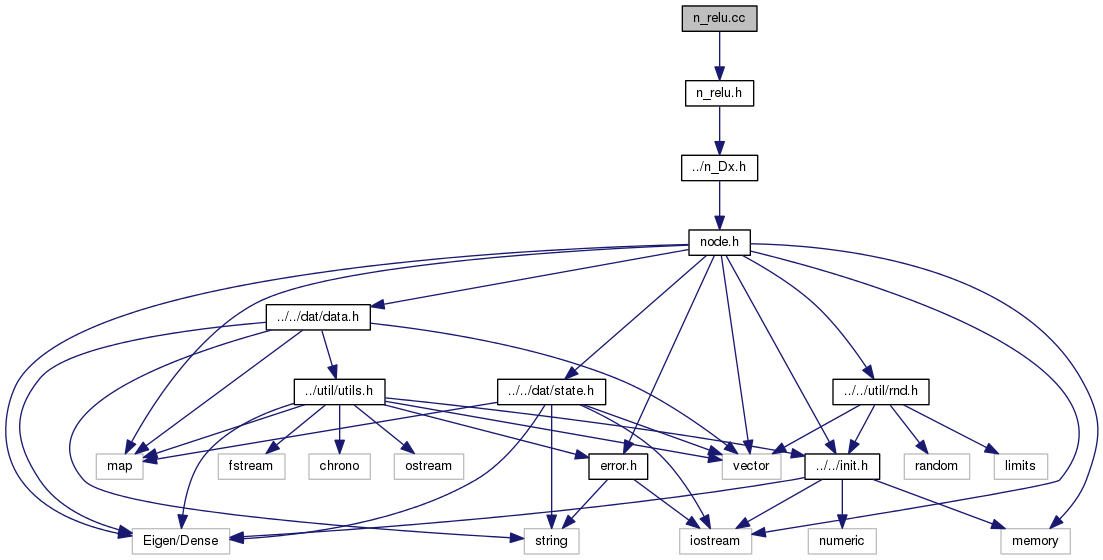 n_relu.cc
n_relu.h
../n_Dx.h
node.h
../../dat/data.h
../util/utils.h
../../dat/state.h
../../util/rnd.h
map
fstream
chrono
ostream
error.h
vector
../../init.h
random
limits
Eigen/Dense
string
iostream
numeric
memory